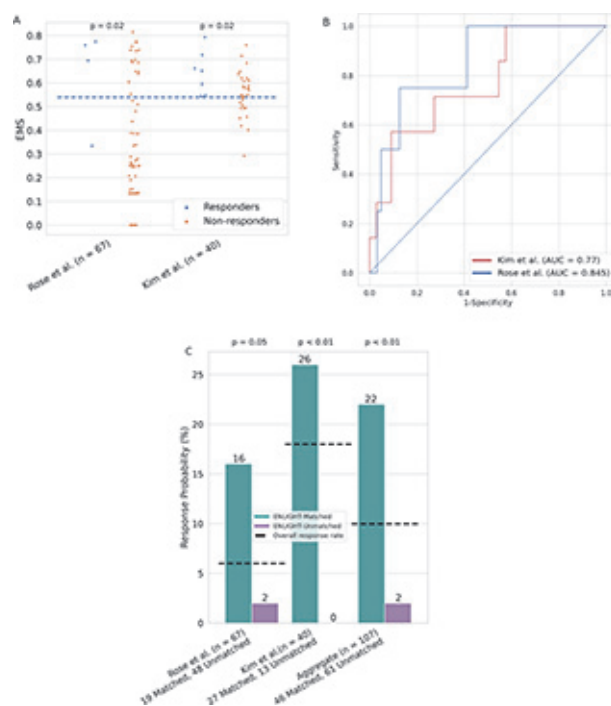 A
p = 0.02
p = 0.02
0.8
0.7
0.6
0.5
0.4
0.3
0.2
0.1
0.0
EMS
Responders
Non-responders
Rose et al. (n = 67)
Kim et al. (n = 40)
B
1.0
0.8
0.6
0.4
0.2
0.0
Sensitivity
Kim et al. (AUC = 0.77)
Rose et al. (AUC = 0.845)
0.0
0.2
0.4
0.6
0.8
1.0
1-Specificity
C
p = 0.05
p < 0.01
p < 0.01
25
20
15
10
5
0
Response Probability (%)
16
2
26
0
22
2
ENLIGHT-Matched
ENLIGHT-Unmatched
Overall response rate
Rose et al. (n = 67)
19 Matched, 48 Unmatched
Kim et al.(n = 40)
27 Matched, 13 Unmatched
Aggregate (n = 107)
46 Matched, 61 Unmatched